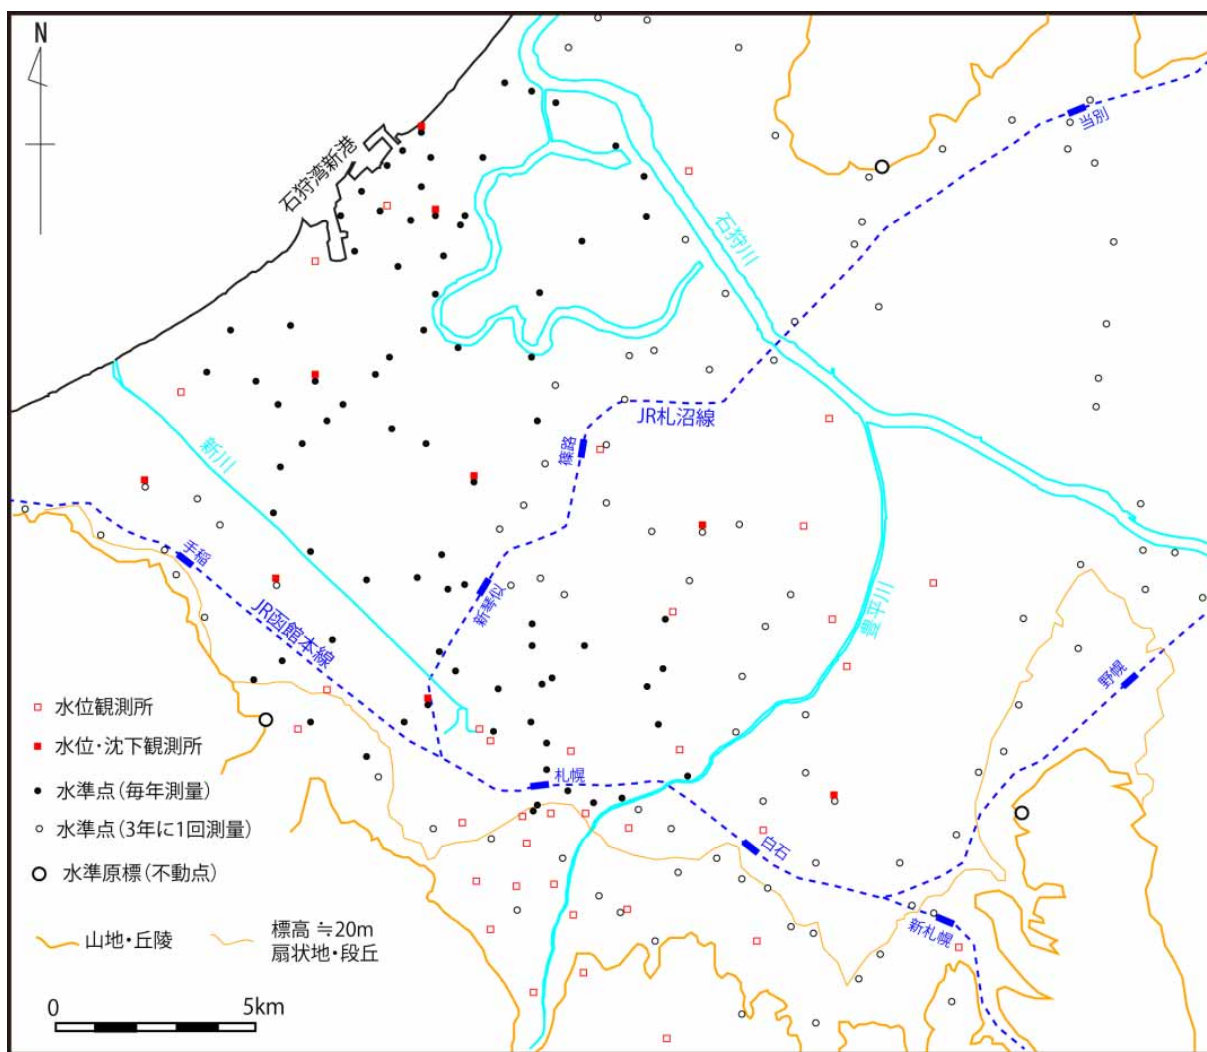 N
当別
石狩湾新港
石狩川
JR札沼線
篠路
新川
手稲
新琴似
豊平川
JR函館本線
野幌
札幌
白石
新札幌
水位観測所
水位・沈下観測所
水準点(毎年測量)
水準点(3年に1回測量)
水準原標(不動点)
山地・丘陵
標高 ≒20m
扇状地・段丘
0
5km